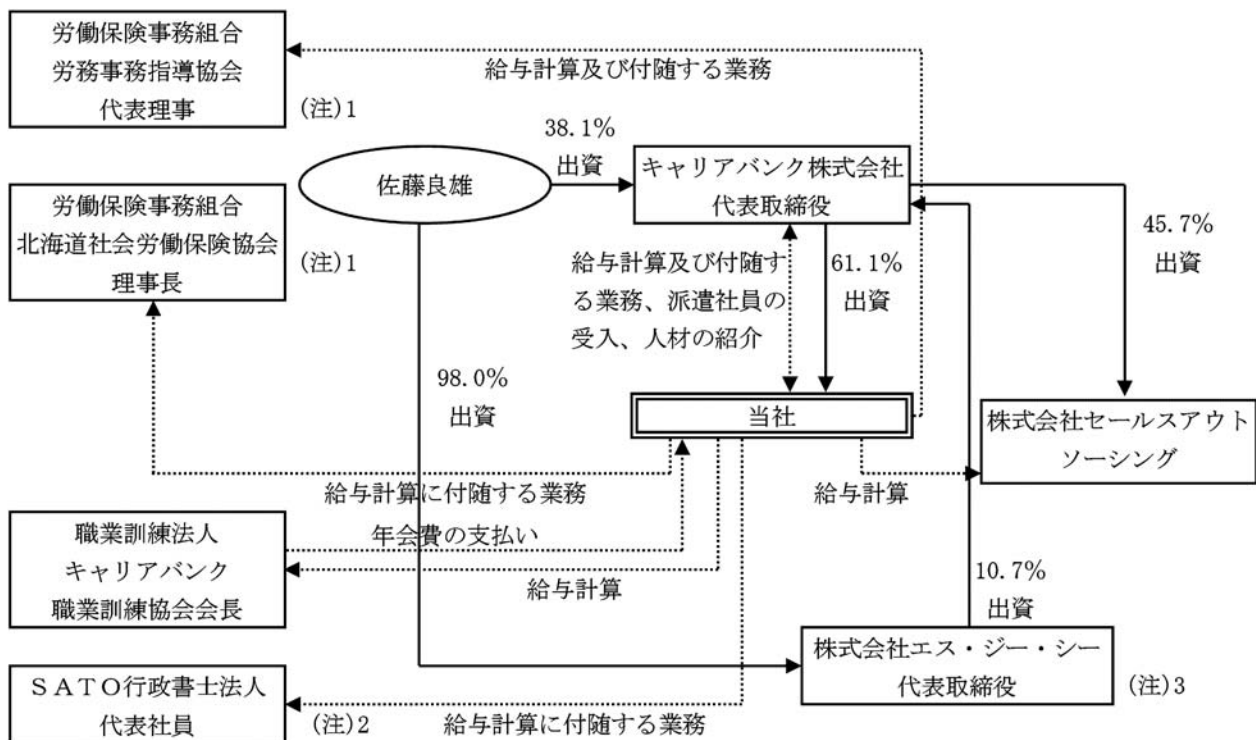 労働保険事務組合
労務事務指導協会
代表理事
(注)1
給与計算及び付随する業務
38.1%
出資
佐藤良雄
キャリアバンク株式会社
代表取締役
労働保険事務組合
北海道社会労働保険協会
理事長
(注)1
給与計算及び付随す
る業務、派遣社員の
受入、人材の紹介
61.1%
出資
45.7%
出資
98.0%
出資
当社
株式会社セールスアウト
ソーシング
給与計算に付随する業務
給与計算
職業訓練法人
キャリアバンク
職業訓練協会会長
年会費の支払い
給与計算
10.7%
出資
株式会社エス・ジー・シー
代表取締役
(注)3
SATO行政書士法人
代表社員
(注)2
給与計算に付随する業務